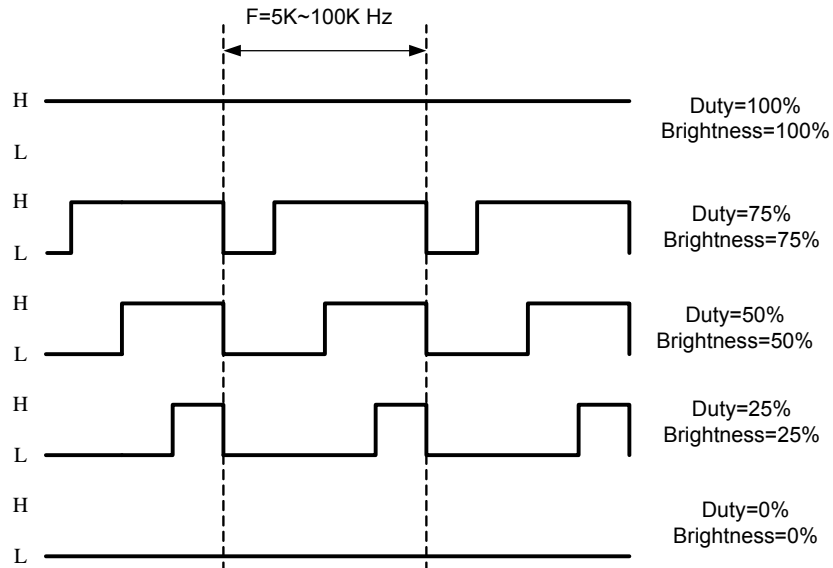 F=5K~100K Hz
H
L
Duty=100%
Brightness=100%
H
L
Duty=75%
Brightness=75%
H
L
Duty=50%
Brightness=50%
H
L
Duty=25%
Brightness=25%
H
L
Duty=0%
Brightness=0%